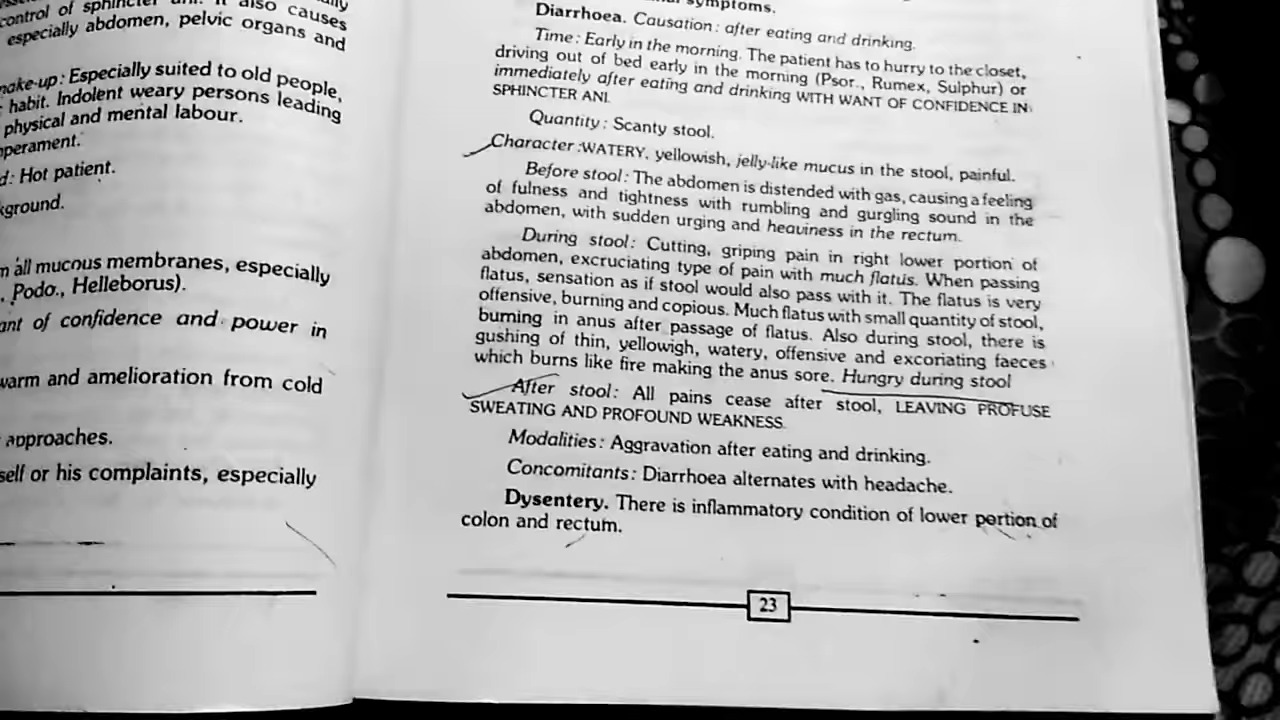 control of sphincter ani. It also causes
especially abdomen, pelvic organs and
make-up: Especially suited to old people,
habit. Indolent weary persons leading
physical and mental labour.
d: Hot patient.
all mucous membranes, especially
Podo., Helleborus).
of confidence and power in
warm and amelioration from cold
approaches.
self or his complaints, especially
symptoms.
Diarrhoea. Causation: after eating and drinking.
Time: Early in the morning. The patient has to hurry to the closet,
driving out of bed early in the morning (Psor., Rumex, Sulphur) or
immediately after eating and drinking WITH WANT OF CONFIDENCE IN
SPHINCTER ANI.
Quantity: Scanty stool.
Character: WATERY, yellowish, jelly-like mucus in the stool, painful.
Before stool: The abdomen is distended with gas, causing a feeling
of fulness and tightness with rumbling and gurgling sound in the
abdomen, with sudden urging and heaviness in the rectum.
During stool: Cutting, griping pain in right lower portion of
abdomen, excruciating type of pain with much flatus. When passing
flatus, sensation as if stool would also pass with it. The flatus is very
offensive, burning and copious. Much flatus with small quantity of stool,
burning in anus after passage of flatus. Also during stool, there is
gushing of thin, yellowigh, watery, offensive and excoriating faeces
which burns like fire making the anus sore. Hungry during stool
After stool: All pains cease after stool, LEAVING PROFUSE
SWEATING AND PROFOUND WEAKNESS.
Modalities: Aggravation after eating and drinking.
Concomitants: Diarrhoea alternates with headache.
Dysentery. There is inflammatory condition of lower portion of
colon and rectum.
23